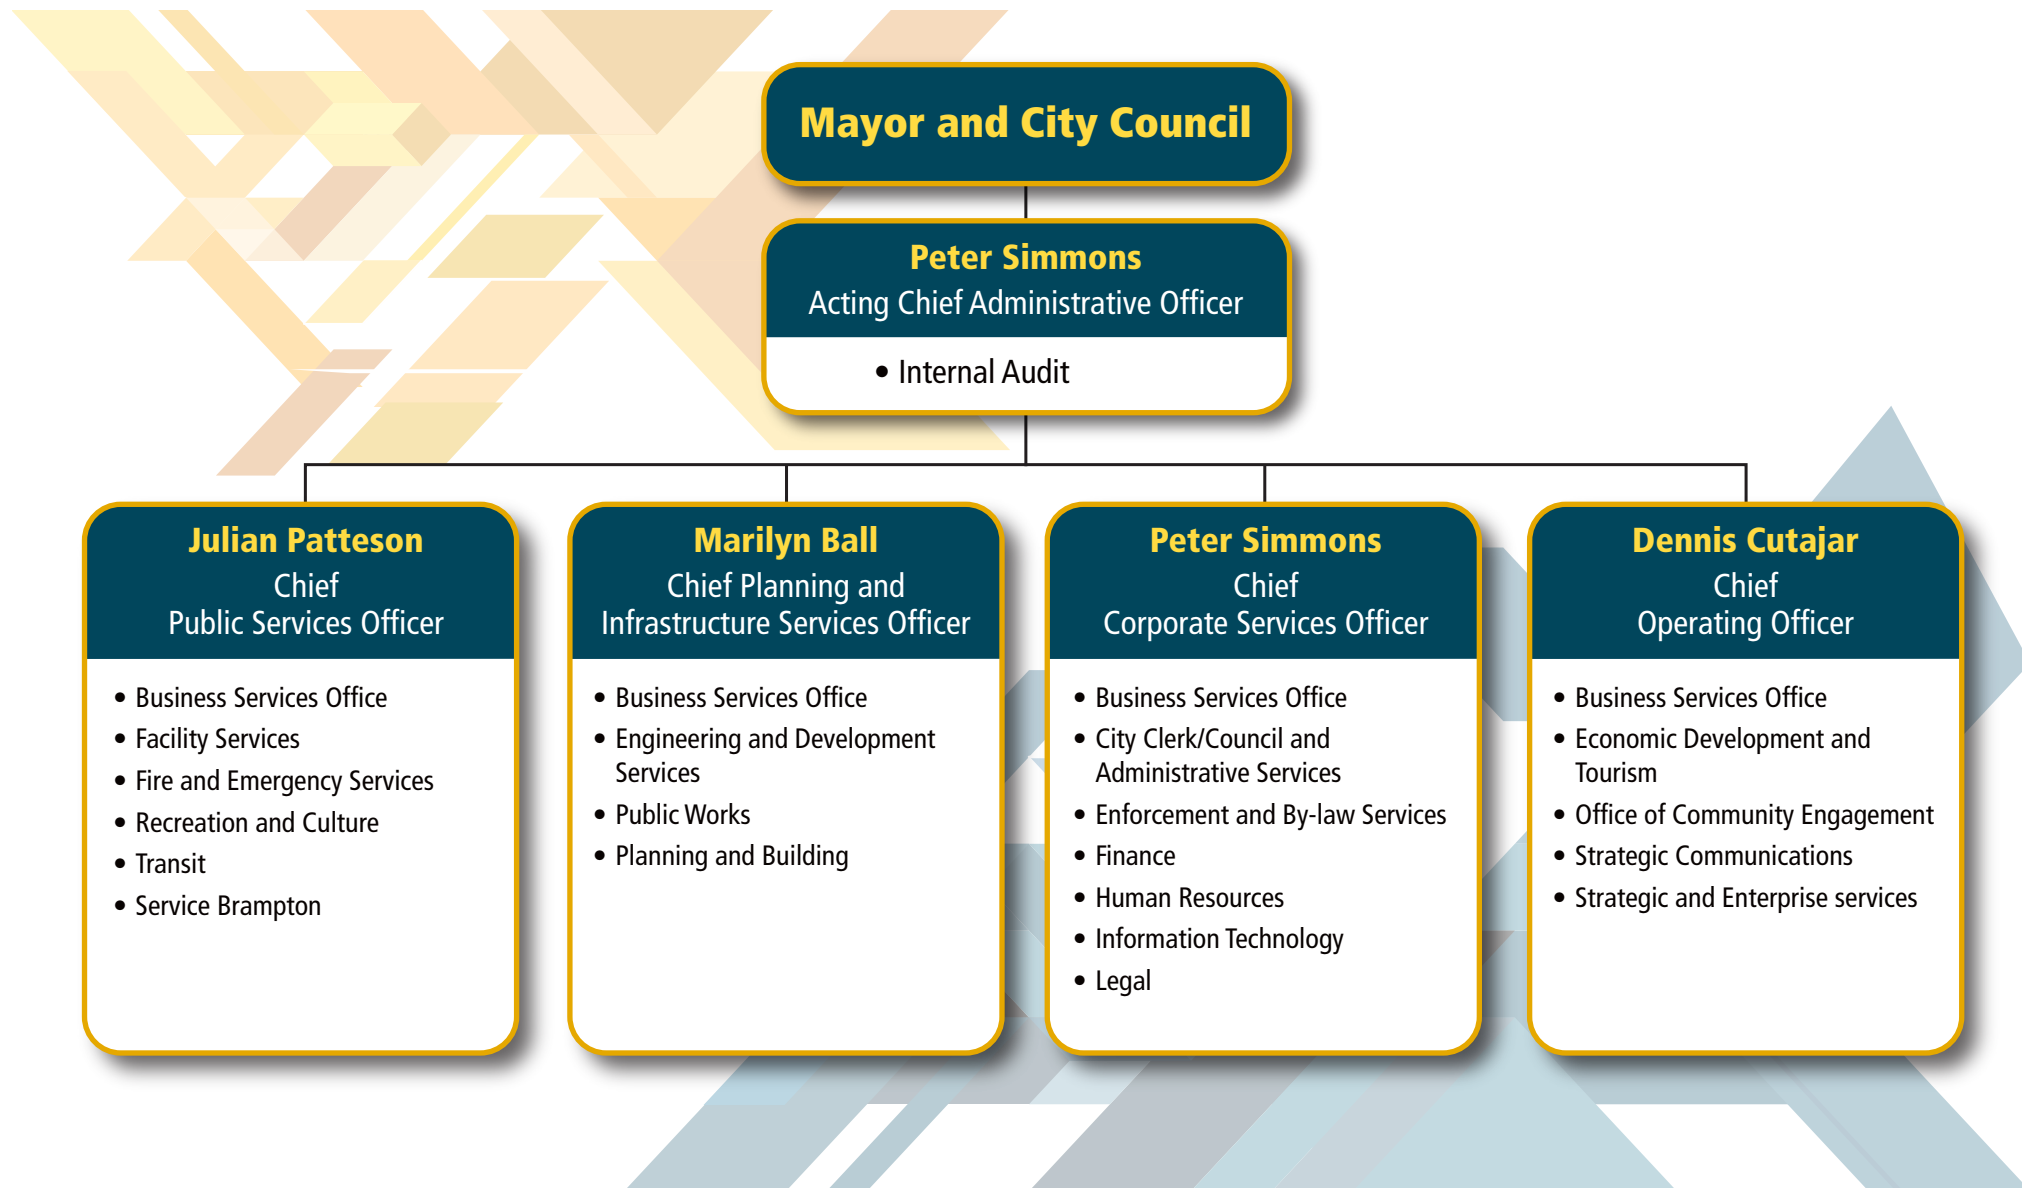 Mayor and City Council
Peter Simmons
Acting Chief Administrative Officer
• Internal Audit
Julian Patteson
Chief
Public Services Officer
• Business Services Office
• Facility Services
• Fire and Emergency Services
• Recreation and Culture
• Transit
• Service Brampton
Marilyn Ball
Chief Planning and
Infrastructure Services Officer
• Business Services Office
• Engineering and Development
Services
• Public Works
• Planning and Building
Peter Simmons
Chief
Corporate Services Officer
• Business Services Office
• City Clerk/Council and
Administrative Services
• Enforcement and By-law Services
• Finance
• Human Resources
• Information Technology
• Legal
Dennis Cutajar
Chief
Operating Officer
• Business Services Office
• Economic Development and
Tourism
• Office of Community Engagement
• Strategic Communications
• Strategic and Enterprise services